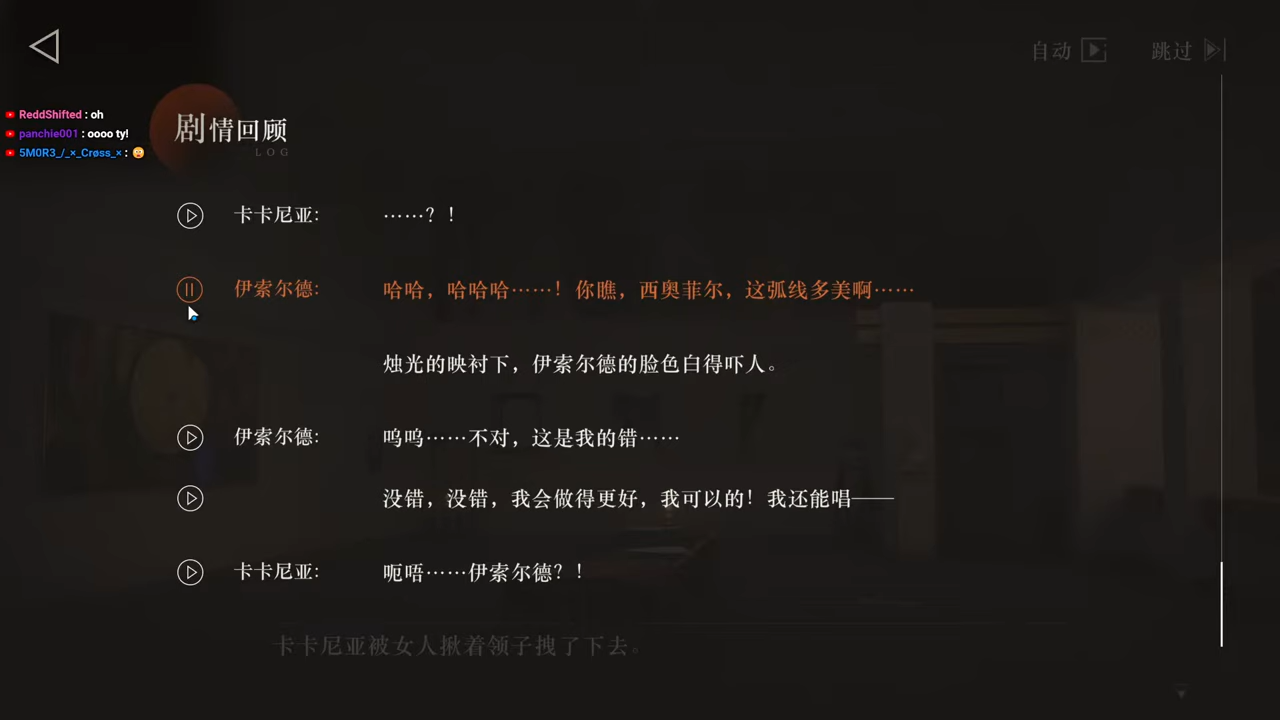 自动
跳过
ReddShifted : oh
panchie001 : oooo ty!
5M0R3_/_×_Crøss_× :
剧情回顾
LOG
卡卡尼亚: ……？！
伊索尔德: 哈哈，哈哈哈……！你瞧，西奥菲尔，这弧线多美啊……
烛光的映衬下，伊索尔德的脸色白得吓人。
伊索尔德: 呜呜……不对，这是我的错……
没错，没错，我会做得更好，我可以的！我还能唱——
卡卡尼亚: 呃唔……伊索尔德？！
卡卡尼亚被女人揪着领子拽了下去。